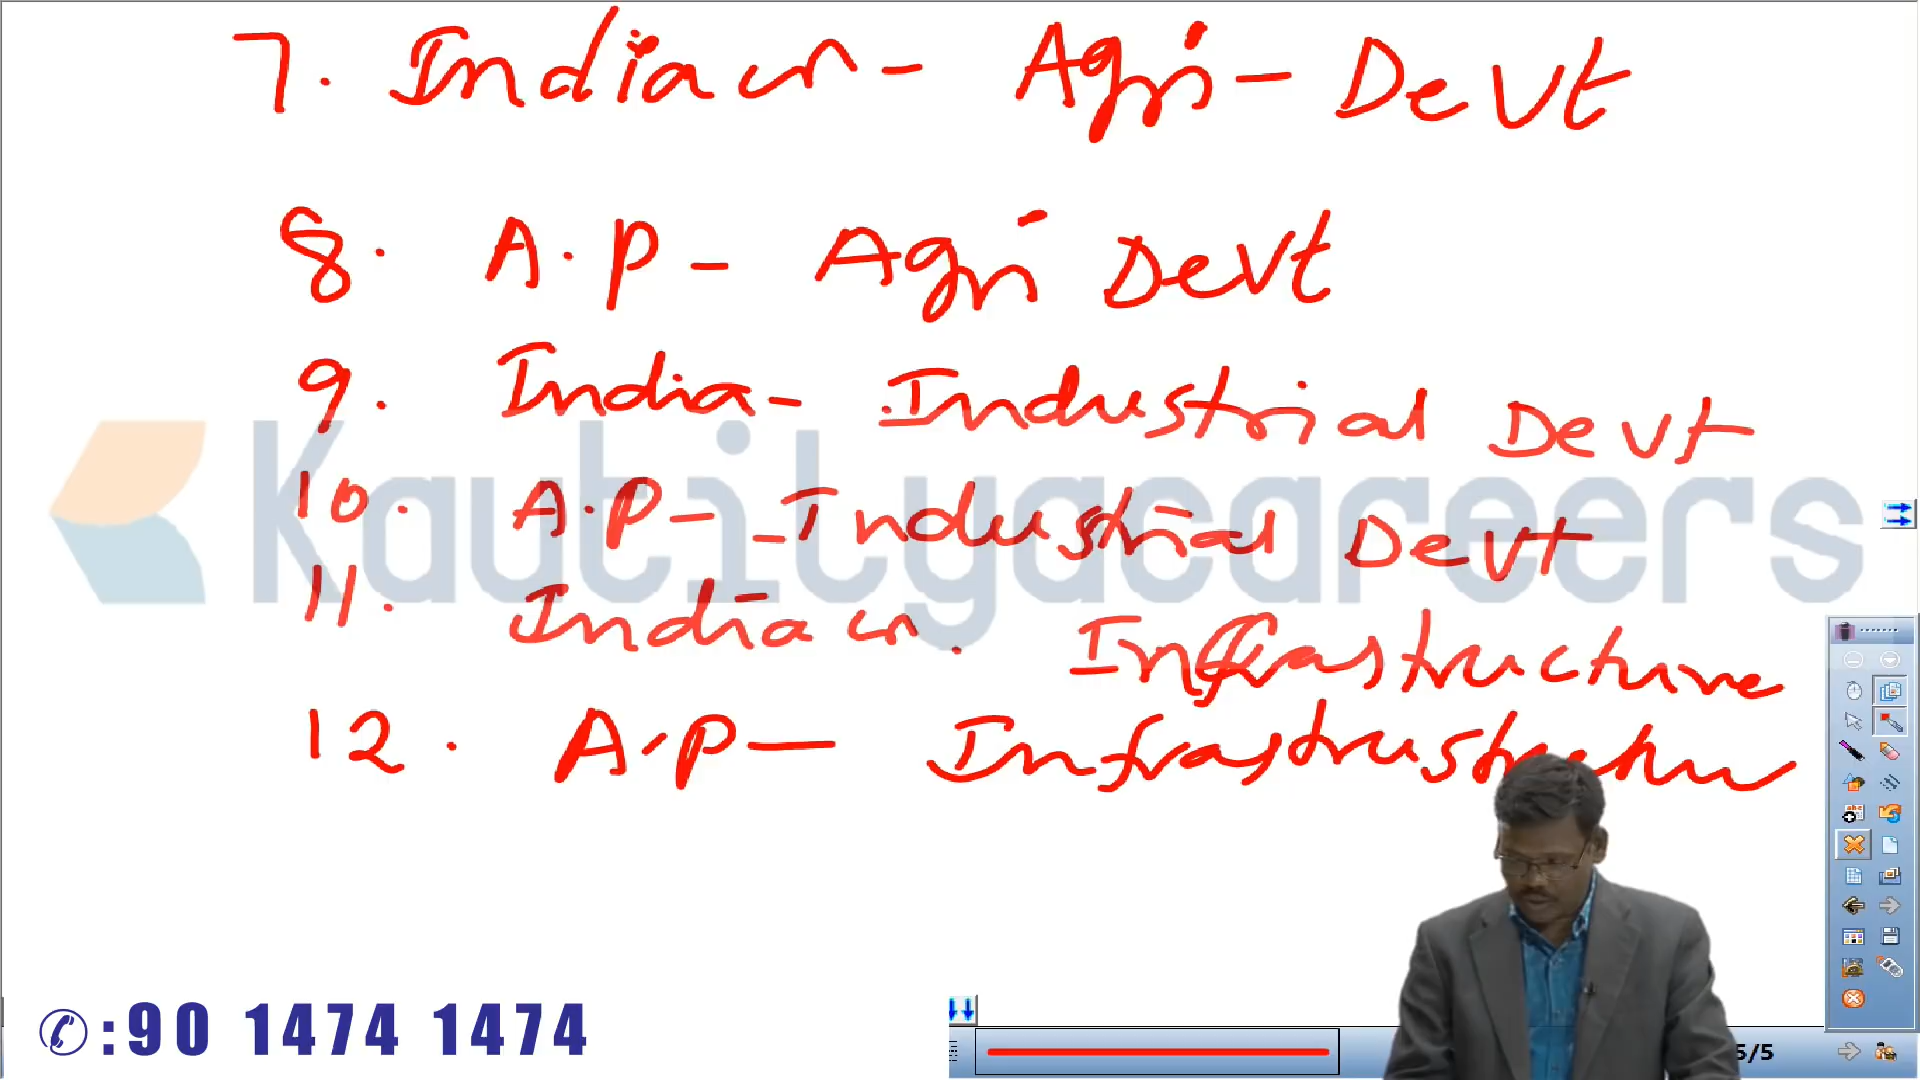 7. Indian - Agri - Devt
8. A.P - Agri Devt
9. India - Industrial Devt
10. A.P - Industrial Devt
11. Indian. Infrastructure
12. A.P - Infrastrustructu
Kautilyacareers
✆:90 1474 1474
5/5